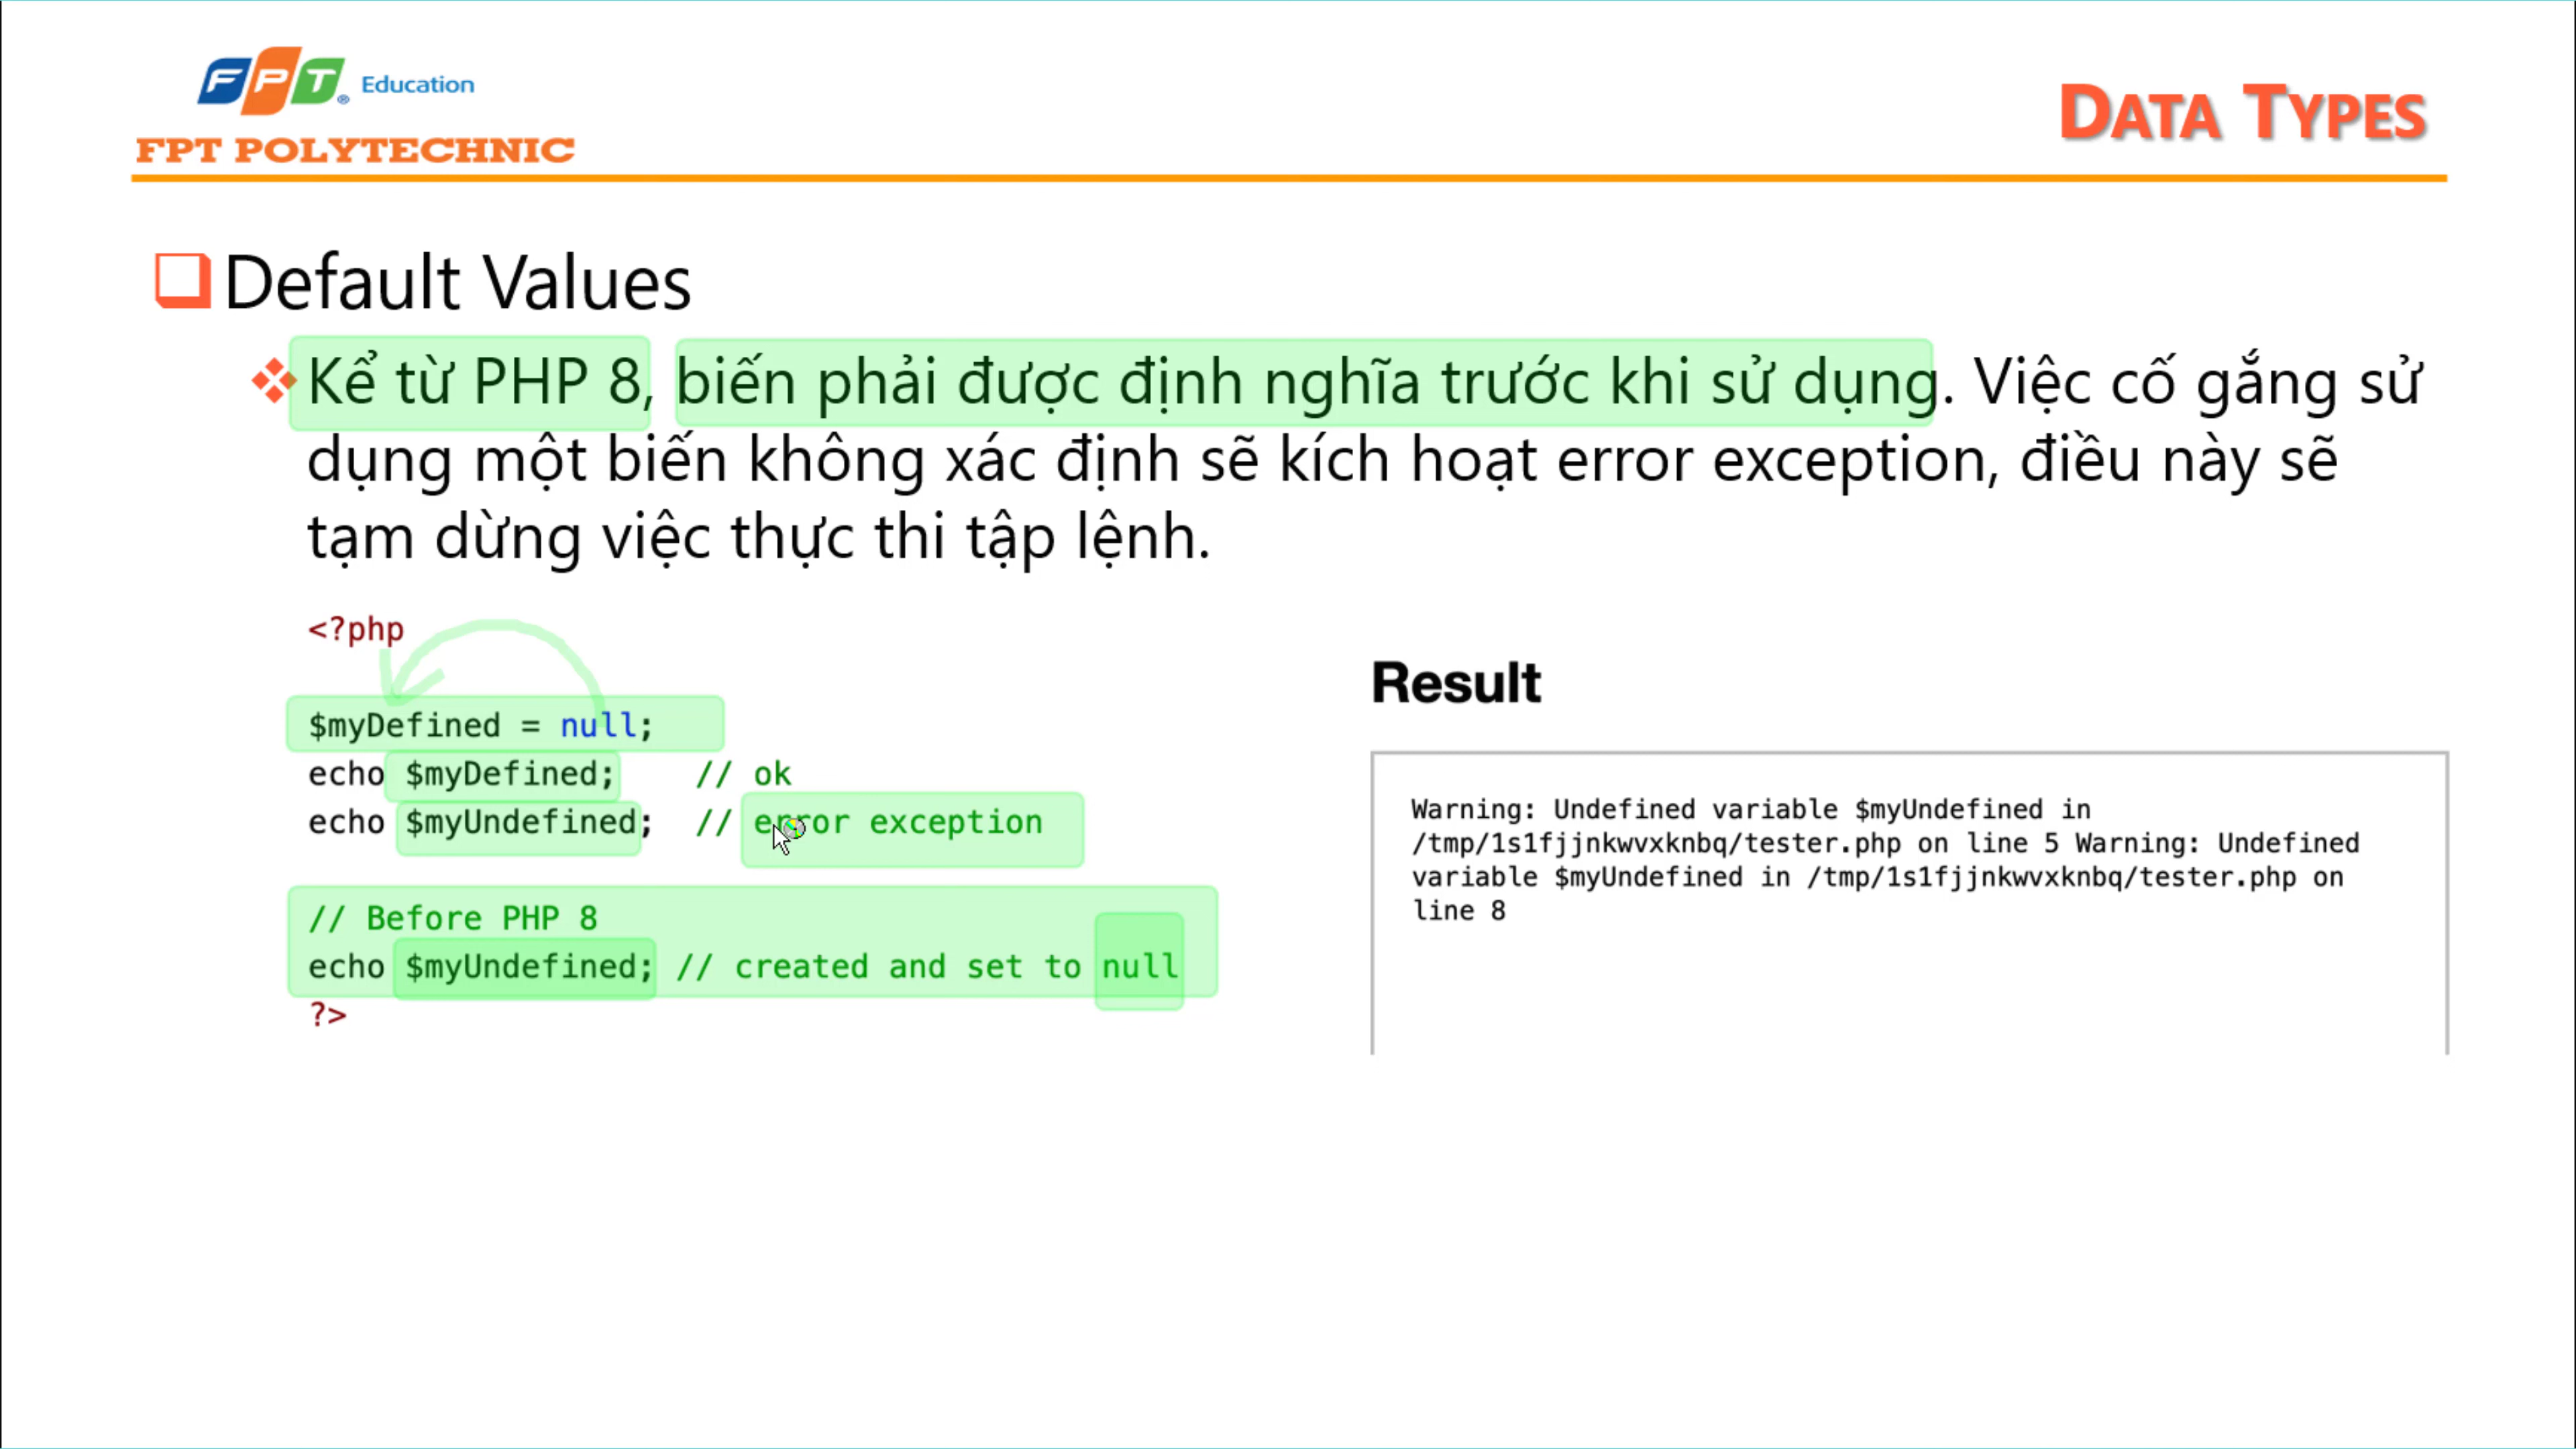 FPT Education
FPT POLYTECHNIC
DATA TYPES
Default Values
Kể từ PHP 8, biến phải được định nghĩa trước khi sử dụng. Việc cố gắng sử
dụng một biến không xác định sẽ kích hoạt error exception, điều này sẽ
tạm dừng việc thực thi tập lệnh.
<?php
$myDefined = null;
echo $myDefined; // ok
echo $myUndefined; // error exception
// Before PHP 8
echo $myUndefined; // created and set to null
?>
Result
Warning: Undefined variable $myUndefined in
/tmp/1s1fjjnkwvxknbq/tester.php on line 5 Warning: Undefined
variable $myUndefined in /tmp/1s1fjjnkwvxknbq/tester.php on
line 8